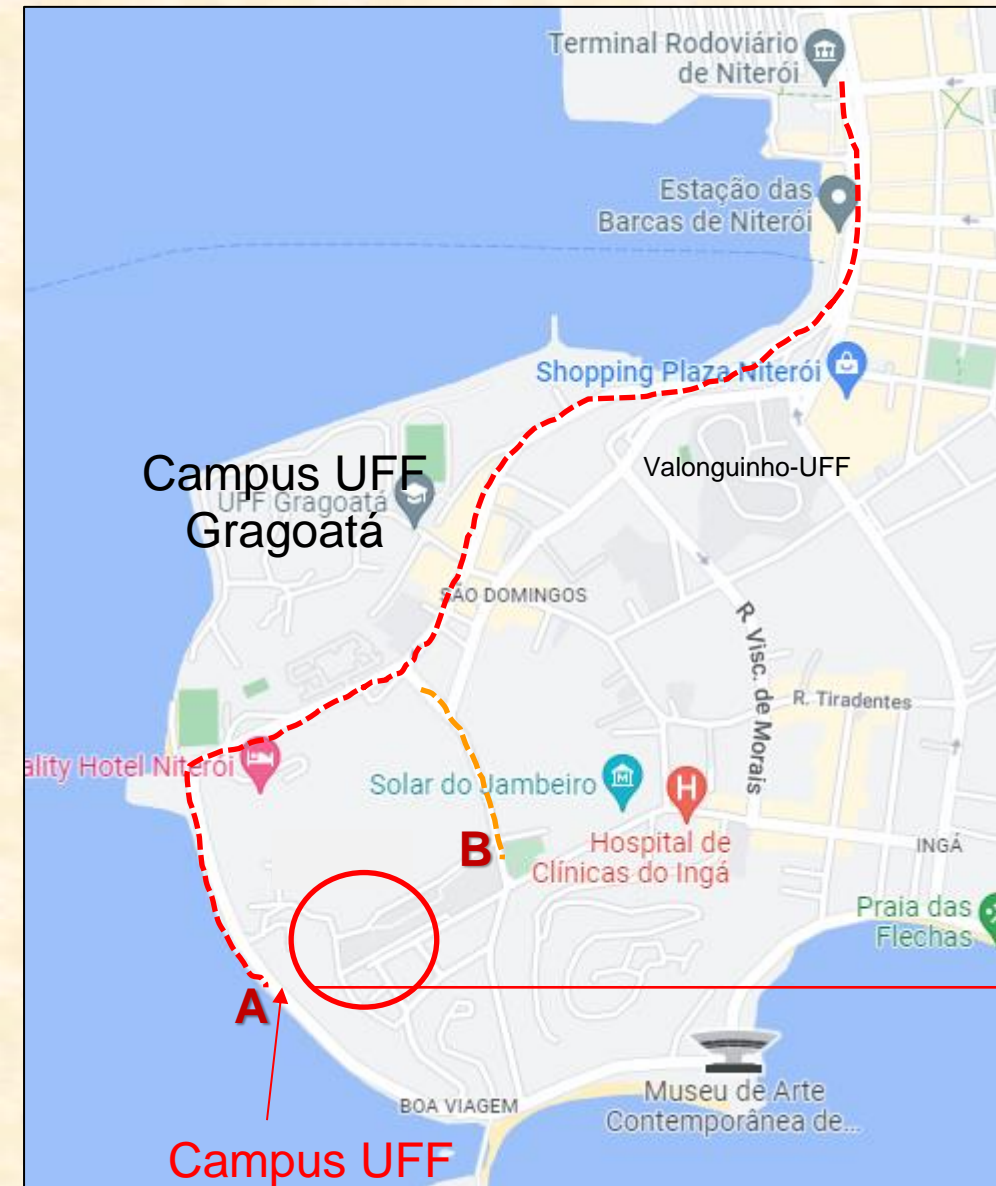 Terminal Rodoviário
de Niterói
Estação das
Barcas de Niterói
Shopping Plaza Niterói
Campus UFF
UFF Gragoatá
Gragoatá
Valonguinho-UFF
SÃO DOMINGOS
R. Visc. de Morais
R. Tiradentes
ality Hotel Niterói
Solar do Jambeiro
M
H
B
Hospital de
Clínicas do Ingá
INGÁ
Praia das
Flechas
A
Museu de Arte
Contemporânea de...
BOA VIAGEM
Campus UFF